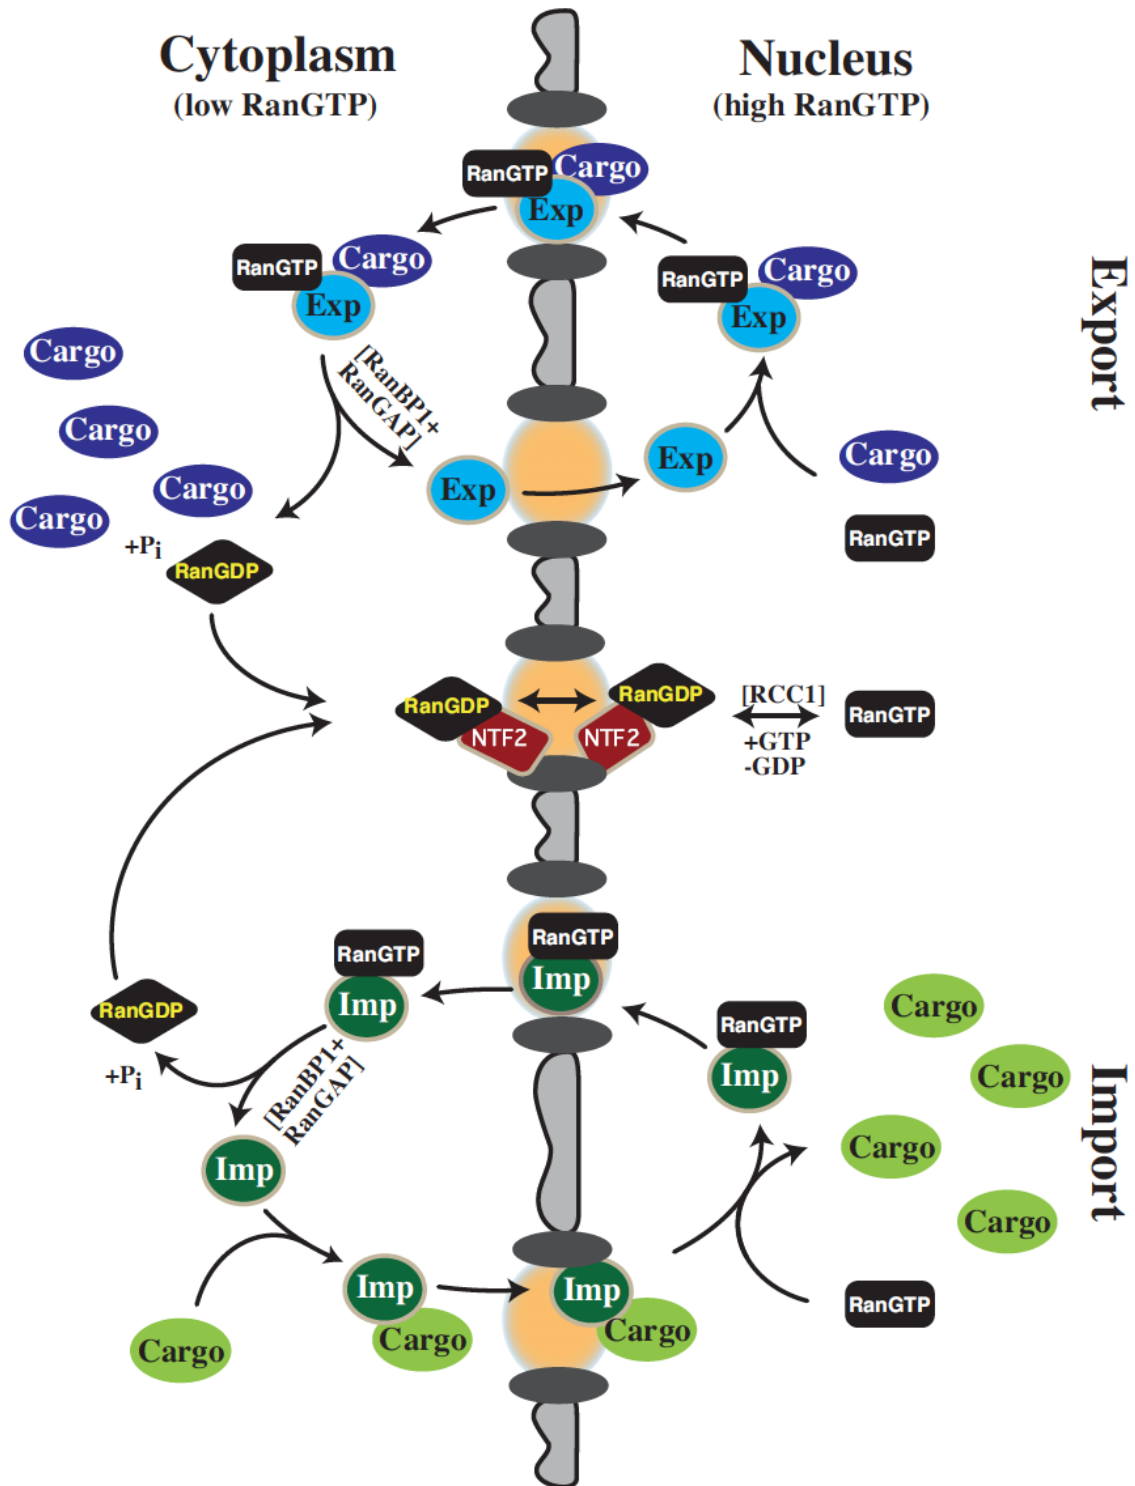 Cytoplasm
(low RanGTP)
Nucleus
(high RanGTP)
Export
RanGTP
Cargo
Exp
RanGTP
Cargo
Exp
RanGTP
Cargo
Exp
[RanBP1+
RanGAP]
Cargo
Cargo
Cargo
Cargo
Exp
Exp
Cargo
RanGTP
+Pi
RanGDP
RanGDP
NTF2
RanGDP
NTF2
[RCC1]
+GTP
-GDP
RanGTP
Import
RanGTP
Imp
RanGTP
Imp
RanGTP
Imp
RanGDP
+Pi
[RanBP1+
RanGAP]
Imp
Cargo
Cargo
Cargo
Cargo
RanGTP
Cargo
Imp
Cargo
Imp
Cargo